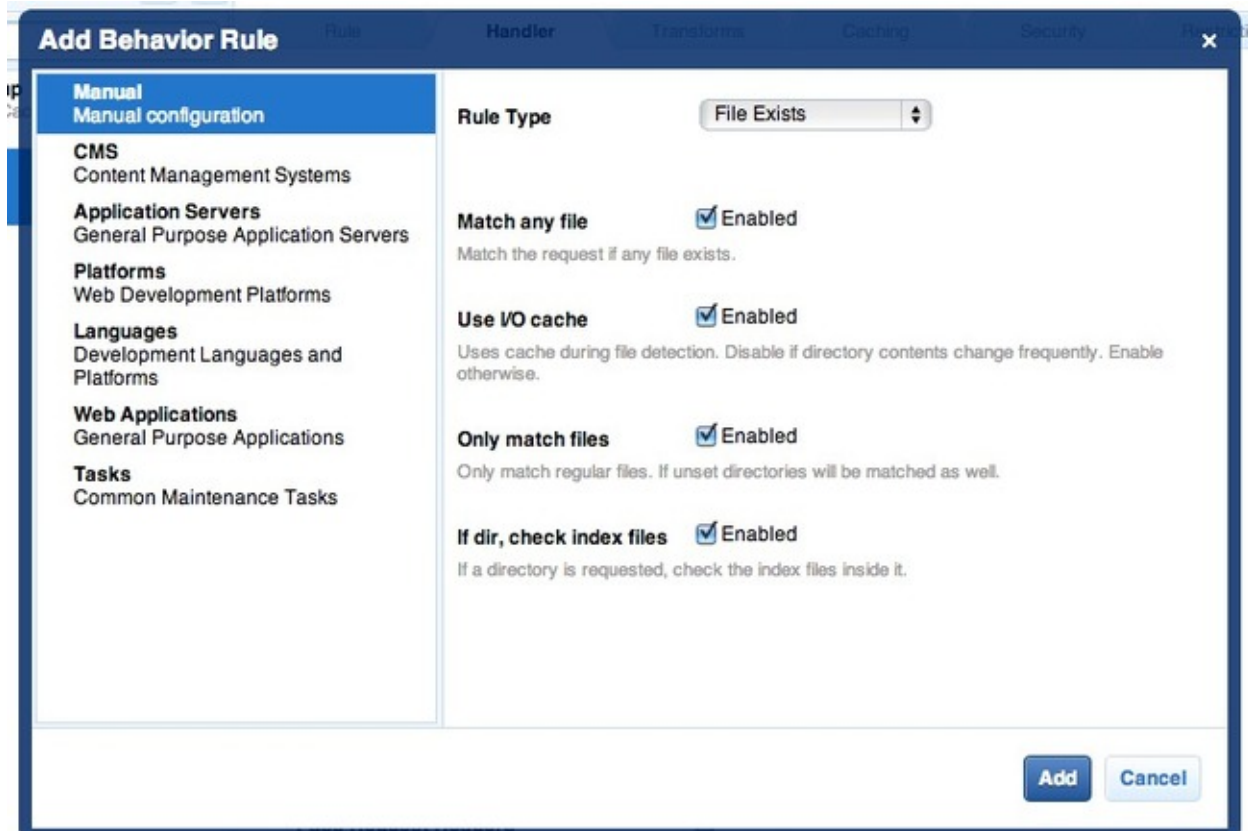 Rule Handler Transforms Caching Security
Add Behavior Rule
Manual
Manual configuration
CMS
Content Management Systems
Application Servers
General Purpose Application Servers
Platforms
Web Development Platforms
Languages
Development Languages and
Platforms
Web Applications
General Purpose Applications
Tasks
Common Maintenance Tasks
Rule Type File Exists
Match any file Enabled
Match the request if any file exists.
Use I/O cache Enabled
Uses cache during file detection. Disable if directory contents change frequently. Enable
otherwise.
Only match files Enabled
Only match regular files. If unset directories will be matched as well.
If dir, check index files Enabled
If a directory is requested, check the index files inside it.
Add Cancel